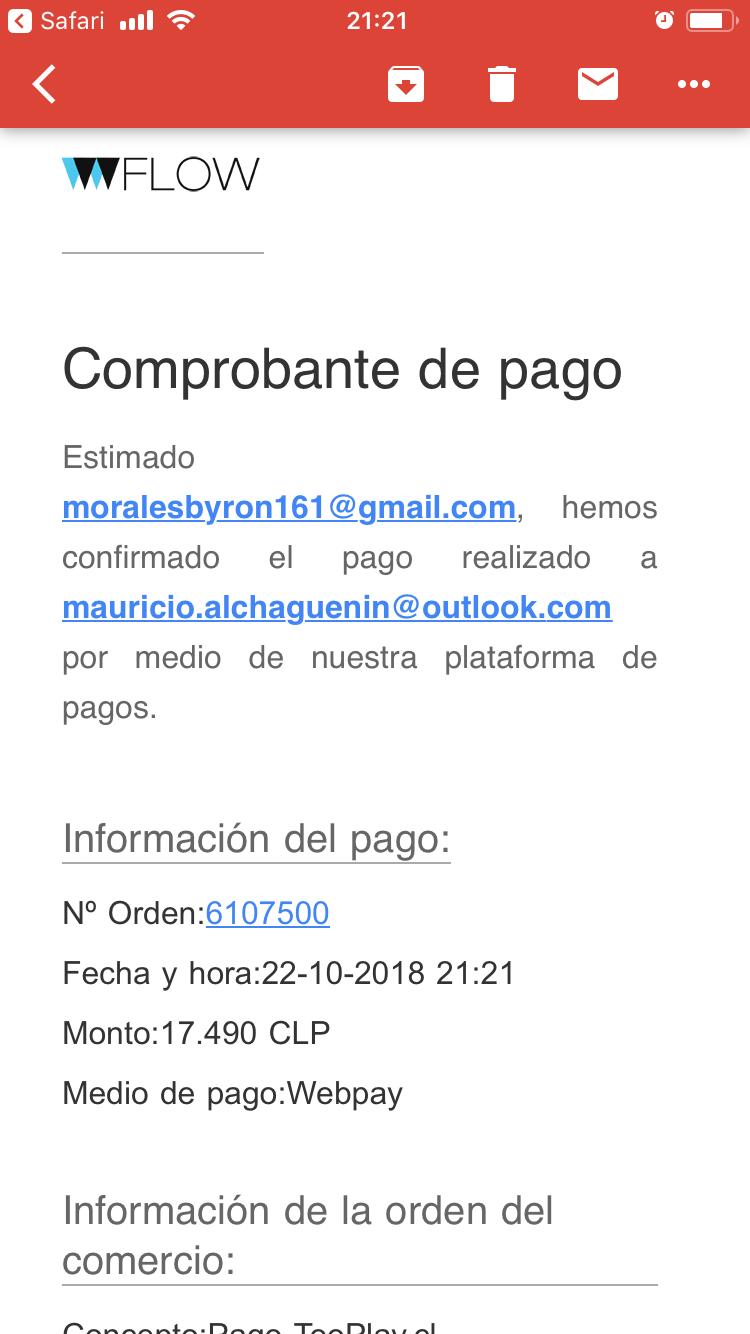 Safari 21:21
FLOW
Comprobante de pago
Estimado
moralesbyron161@gmail.com, hemos
confirmado el pago realizado a
mauricio.alchaguenin@outlook.com
por medio de nuestra plataforma de
pagos.
Información del pago:
Nº Orden:6107500
Fecha y hora:22-10-2018 21:21
Monto:17.490 CLP
Medio de pago:Webpay
Información de la orden del
comercio:
Concepto:Pago